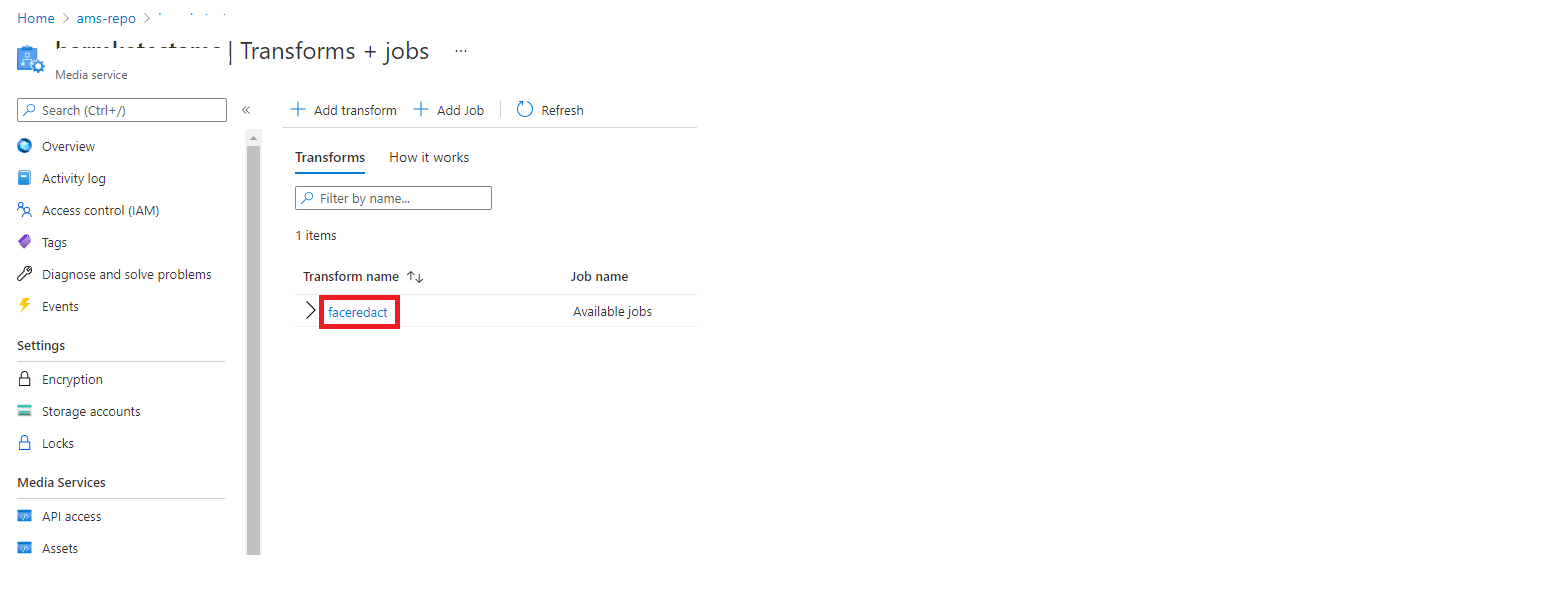 Home > ams-repo >
| Transforms + jobs ...
Media service
Search (Ctrl+/)
«
Add transform
Add Job
Refresh
Overview
Activity log
Access control (IAM)
Tags
Diagnose and solve problems
Events
Settings
Encryption
Storage accounts
Locks
Media Services
API access
Assets
Transforms
How it works
Filter by name...
1 items
Transform name
Job name
faceredact
Available jobs